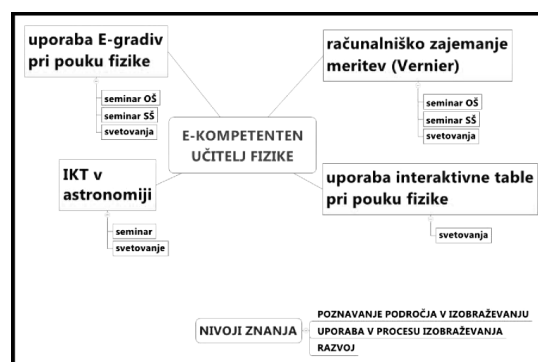 uporaba E-gradiv
pri pouku fizike
seminar OŠ
seminar SŠ
svetovanja
računalniško zajemanje
meritev (Vernier)
seminar OŠ
seminar SŠ
svetovanja
E-KOMPETENTEN
UČITELJ FIZIKE
IKT v
astronomiji
seminar
svetovanje
uporaba interaktivne table
pri pouku fizike
svetovanja
NIVOJI ZNANJA
POZNAVANJE PODROČJA V IZOBRAŽEVANJU
UPORABA V PROCESU IZOBRAŽEVANJA
RAZVOJ